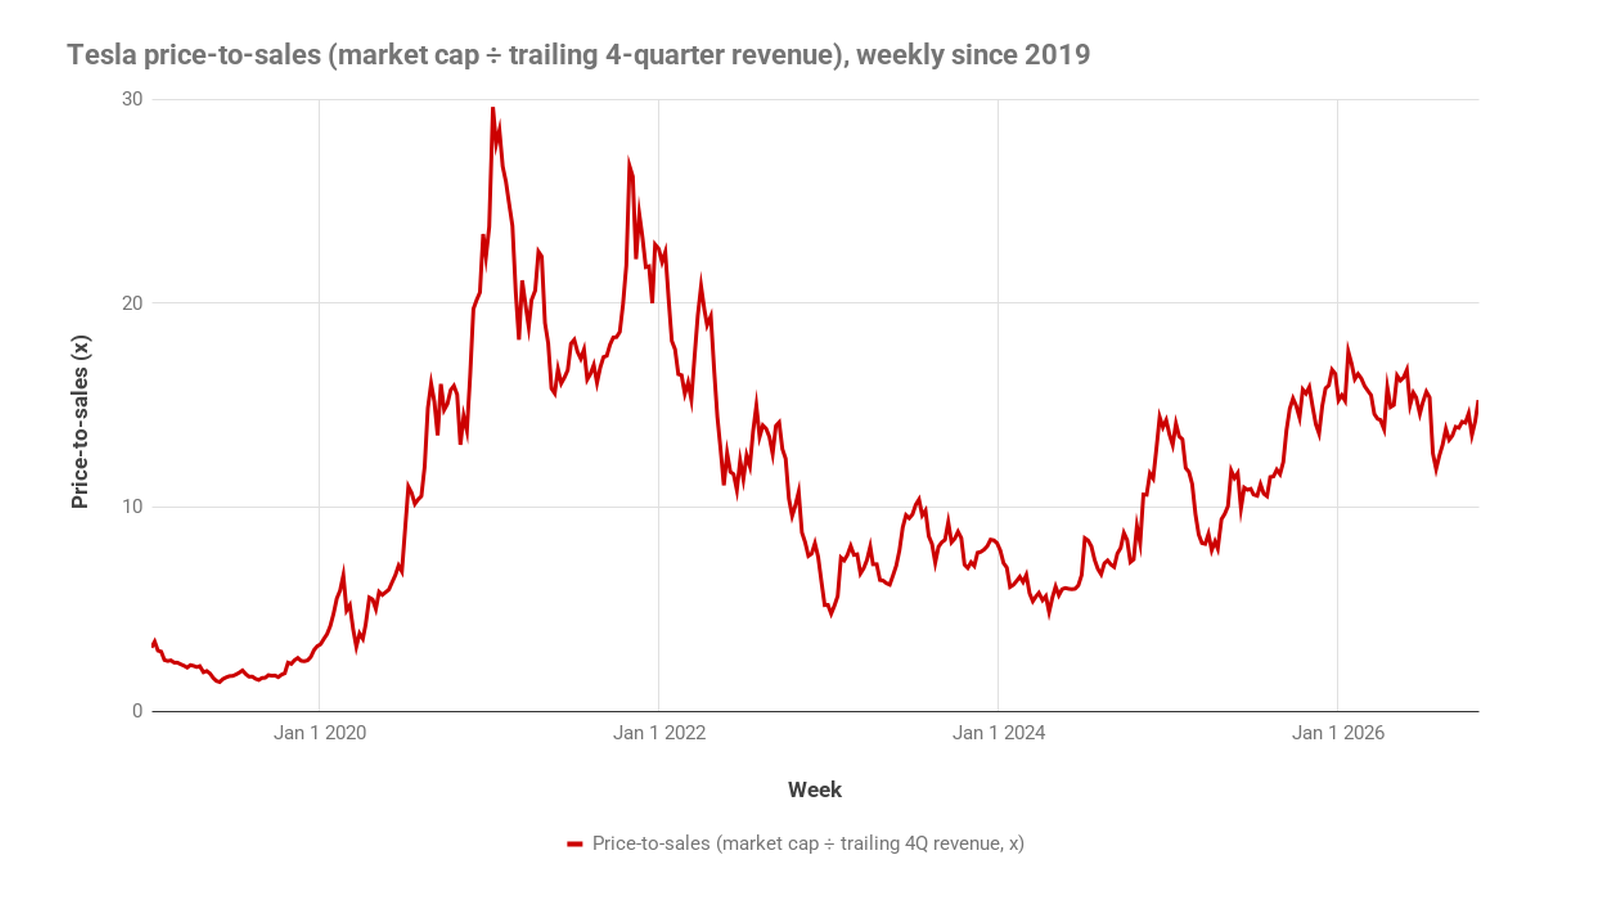 Tesla price-to-sales (market cap ÷ trailing 4-quarter revenue), weekly since 2019
30
20
10
0
Price-to-sales (x)
Jan 1 2020
Jan 1 2022
Jan 1 2024
Jan 1 2026
Week
Price-to-sales (market cap ÷ trailing 4Q revenue, x)